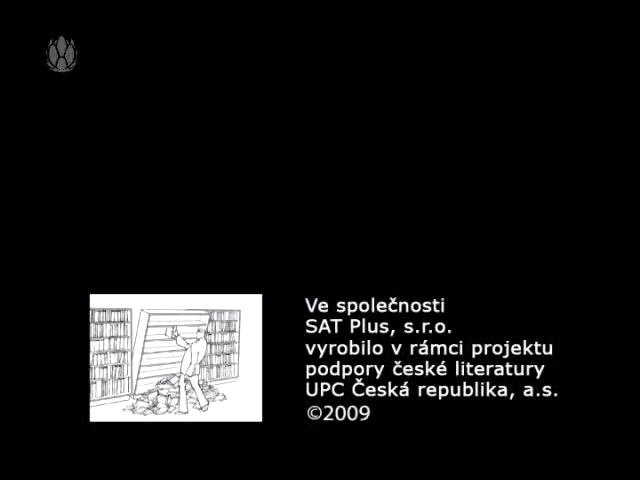 Ve společnosti
SAT Plus, s.r.o.
vyrobilo v rámci projektu
podpory české literatury
UPC Česká republika, a.s.
©2009